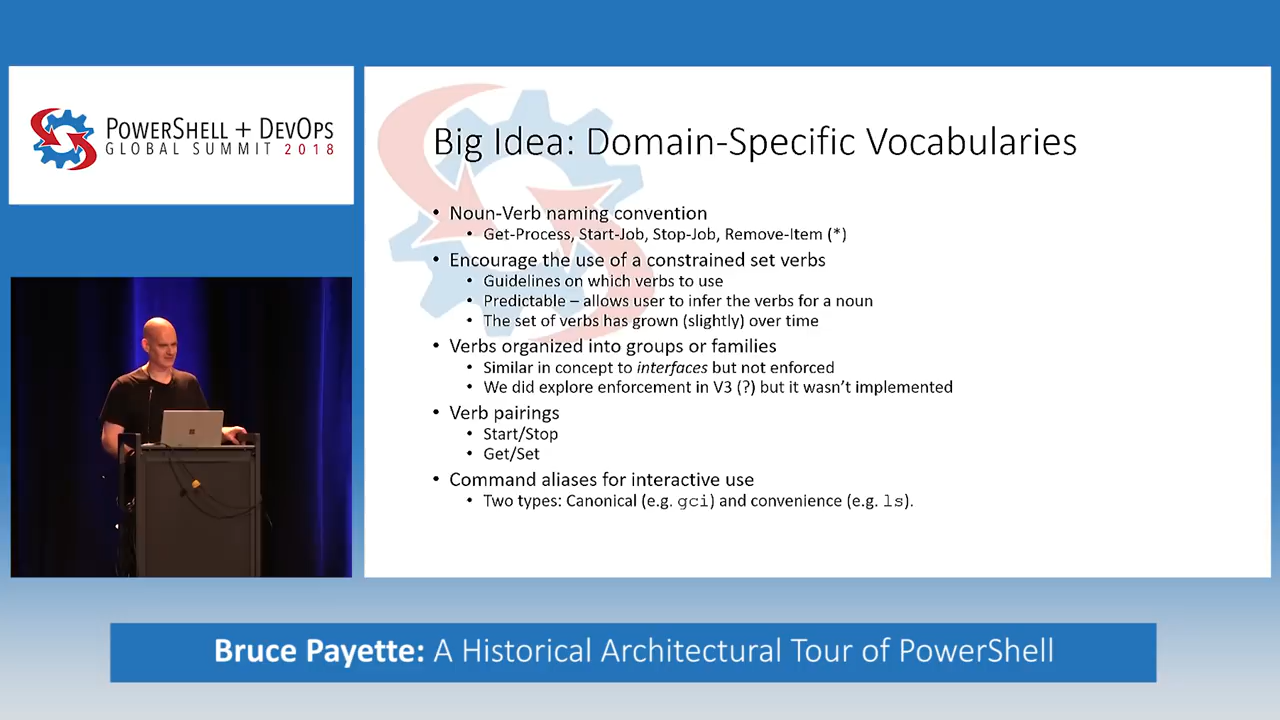 POWERSHELL + DEVOPS
GLOBAL SUMMIT 2018
Big Idea: Domain-Specific Vocabularies
• Noun-Verb naming convention
• Get-Process, Start-Job, Stop-Job, Remove-Item (*)
• Encourage the use of a constrained set verbs
• Guidelines on which verbs to use
• Predictable – allows user to infer the verbs for a noun
• The set of verbs has grown (slightly) over time
• Verbs organized into groups or families
• Similar in concept to interfaces but not enforced
• We did explore enforcement in V3 (?) but it wasn't implemented
• Verb pairings
• Start/Stop
• Get/Set
• Command aliases for interactive use
• Two types: Canonical (e.g. gci) and convenience (e.g. ls).
Bruce Payette: A Historical Architectural Tour of PowerShell